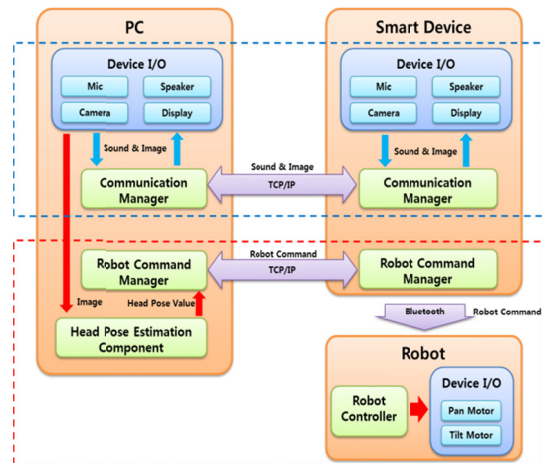 PC
Device I/O
Mic
Speaker
Camera
Display
Sound & Image
Communication
Manager
Sound & Image
TCP/IP
Smart Device
Device I/O
Mic
Speaker
Camera
Display
Sound & Image
Communication
Manager
Robot Command
Manager
Robot Command
TCP/IP
Robot Command
Manager
Image
Head Pose Value
Head Pose Estimation
Component
Bluetooth
Robot Command
Robot
Robot
Controller
Device I/O
Pan Motor
Tilt Motor